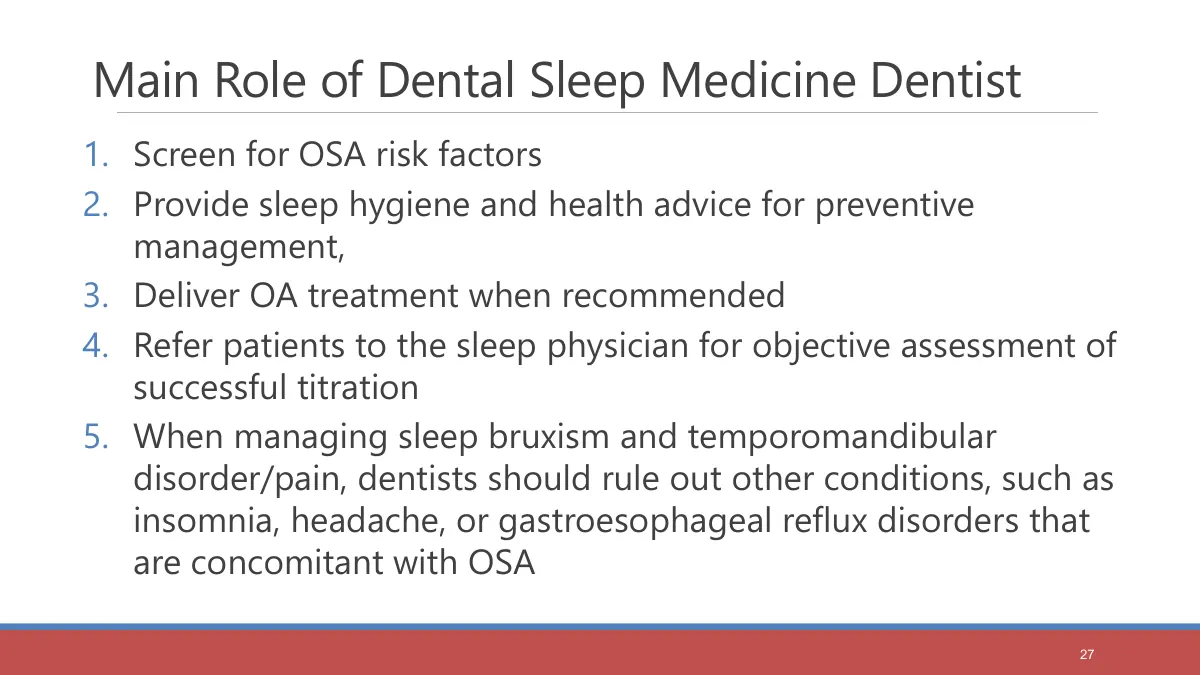 Main Role of Dental Sleep Medicine Dentist
1. Screen for OSA risk factors
2. Provide sleep hygiene and health advice for preventive
management,
3. Deliver OA treatment when recommended
4. Refer patients to the sleep physician for objective assessment of
successful titration
5. When managing sleep bruxism and temporomandibular
disorder/pain, dentists should rule out other conditions, such as
insomnia, headache, or gastroesophageal reflux disorders that
are concomitant with OSA
27